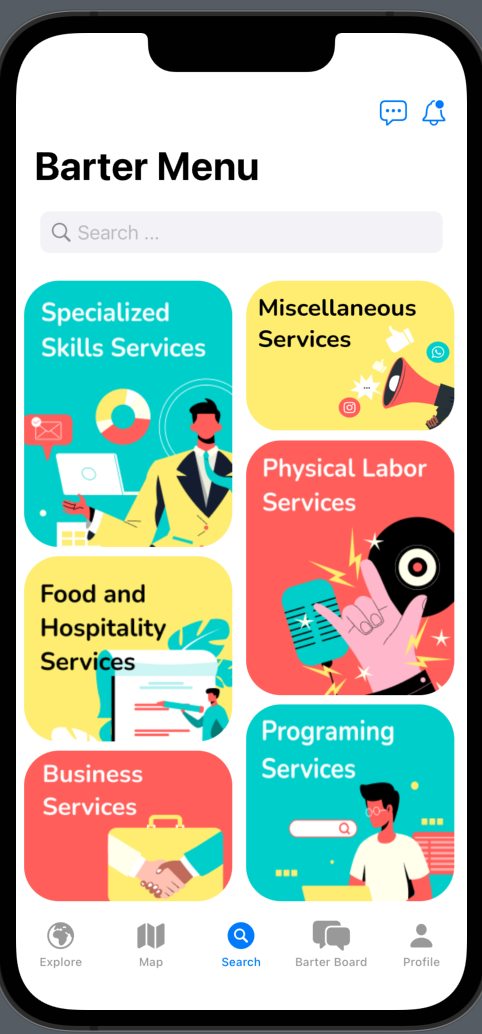 Barter Menu
Search ...
Specialized
Skills Services
Miscellaneous
Services
Physical Labor
Services
Food and
Hospitality
Services
Programing
Services
Business
Services
Explore
Map
Search
Barter Board
Profile